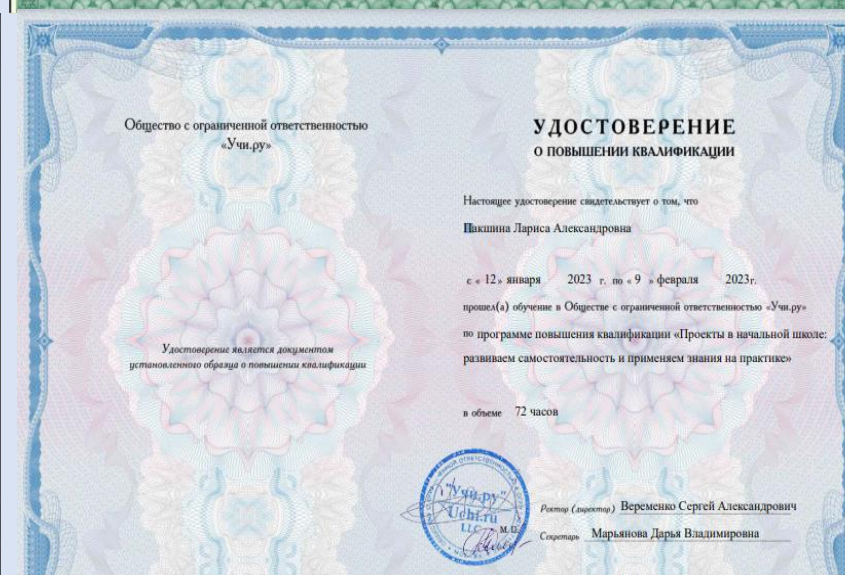 Общество с ограниченной ответственностью
«Учи.ру»
Удостоверение является документом
установленного образца о повышении квалификации
УДОСТОВЕРЕНИЕ
О ПОВЫШЕНИИ КВАЛИФИКАЦИИ
Настоящее удостоверение свидетельствует о том, что
Пакшина Лариса Александровна
с « 12 » января 2023 г. по « 9 » февраля 2023г.
прошел(а) обучение в Обществе с ограниченной ответственностью «Учи.ру»
по программе повышения квалификации «Проекты в начальной школе:
развиваем самостоятельность и применяем знания на практике»
в объеме 72 часов
"Учи.ру"
Uchi.ru
LLC
М. П.
Ректор (директор) Веременко Сергей Александрович
Секретарь Марьянова Дарья Владимировна